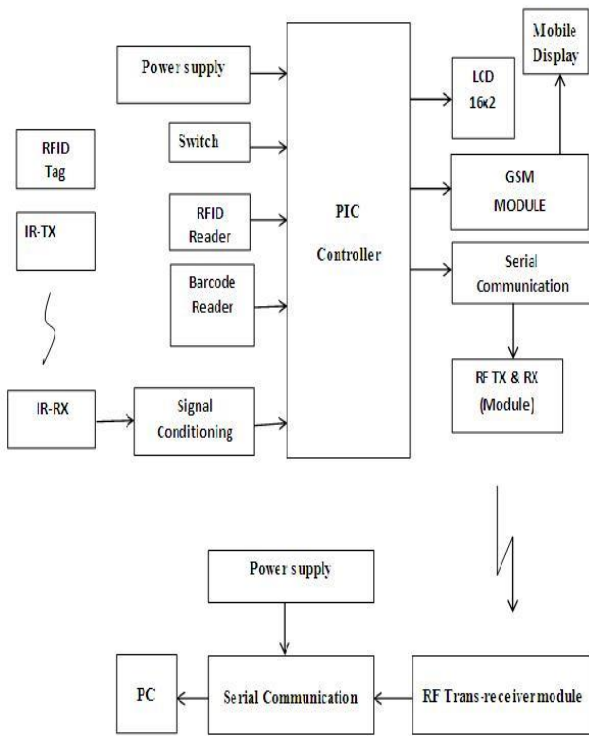 Mobile
Display
Power supply
LCD
16x2
Switch
RFID
Tag
GSM
MODULE
RFID
Reader
IR-TX
PIC
Controller
Serial
Communication
Barcode
Reader
RF TX & RX
(Module)
IR-RX
Signal
Conditioning
Power supply
PC
Serial Communication
RF Trans-receiver module